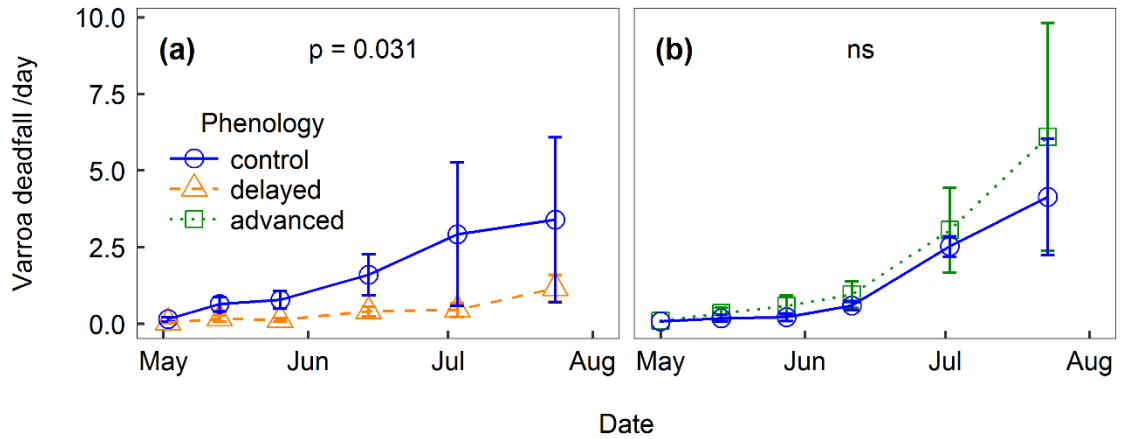 Varroa deadfall /day
10.0
7.5
5.0
2.5
0.0
(a)
p = 0.031
Phenology
control
delayed
advanced
May
Jun
Jul
Aug
(b)
ns
May
Jun
Jul
Aug
Date